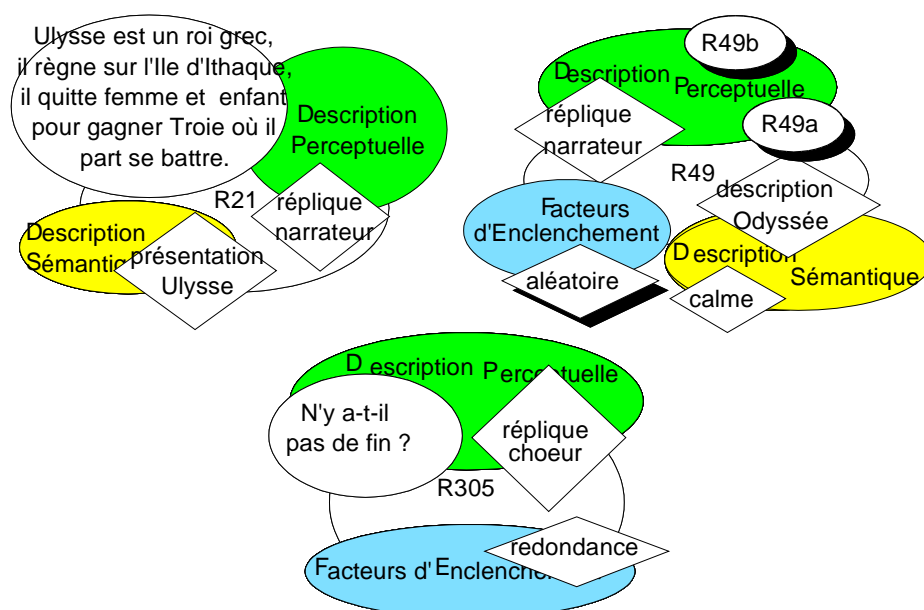 Ulysse est un roi grec,
il règne sur l'Ile d'Ithaque,
il quitte femme et enfant
pour gagner Troie où il
part se battre.
Description
Perceptuelle
R21
réplique
narrateur
Description
Sémantiq
présentation
Ulysse
R49b
Description
Perceptuelle
R49a
réplique
narrateur
R49
description
Odyssée
Facteurs
d'Enclenchement
aléatoire
Description
Sémantique
calme
Description Perceptuelle
N'y a-t-il
pas de fin ?
réplique
choeur
R305
redondance
Facteurs d'Enclenche